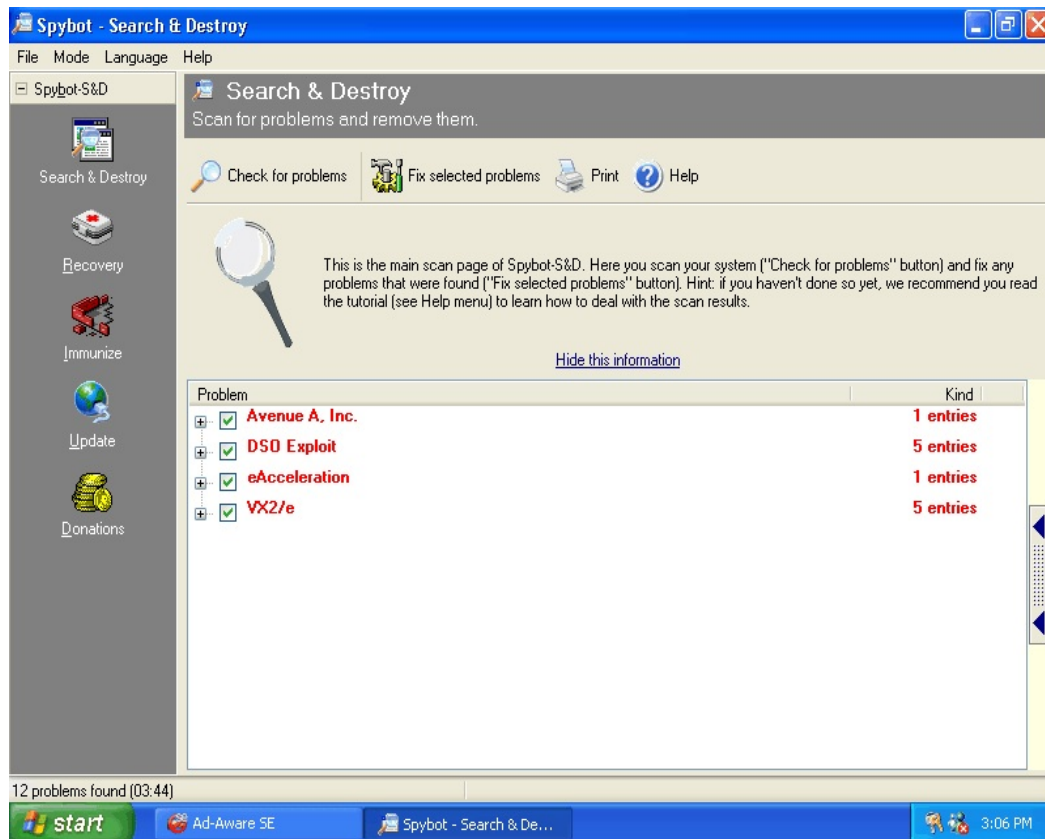 Spybot - Search & Destroy
File Mode Language Help
Spybot-S&D
Search & Destroy
Recovery
Immunize
Update
Donations
Search & Destroy
Scan for problems and remove them.
Check for problems Fix selected problems Print Help
This is the main scan page of Spybot-S&D. Here you scan your system ("Check for problems" button) and fix any
problems that were found ("Fix selected problems" button). Hint: if you haven't done so yet, we recommend you read
the tutorial (see Help menu) to learn how to deal with the scan results.
Hide this information
Problem Kind
Avenue A, Inc. 1 entries
DSO Exploit 5 entries
eAcceleration 1 entries
VX2/e 5 entries
12 problems found (03:44)
start Ad-Aware SE Spybot - Search & De... 3:06 PM